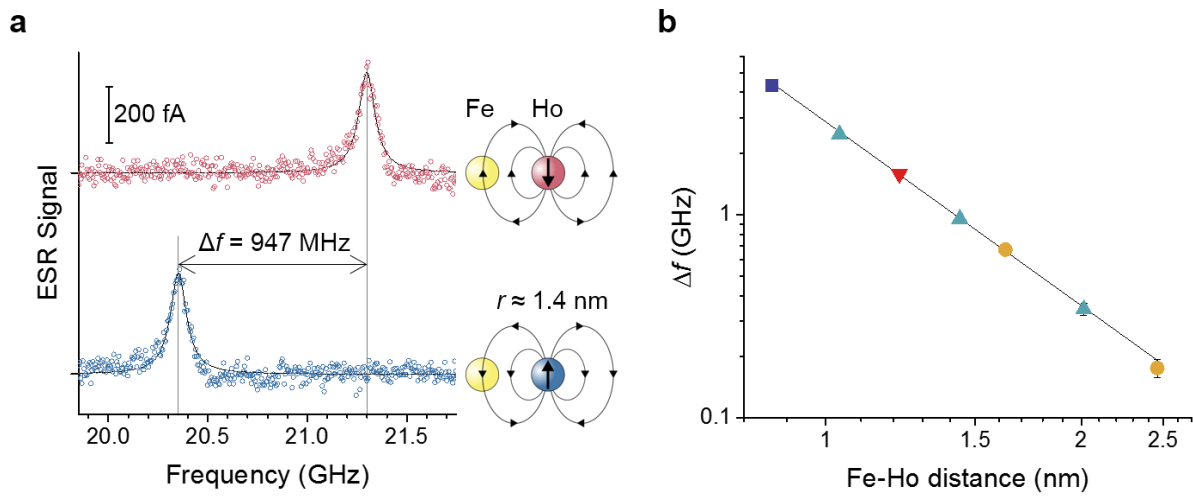 a
200 fA
ESR Signal
Δf = 947 MHz
20.0 20.5 21.0 21.5
Frequency (GHz)
Fe Ho
r ≈ 1.4 nm
b
1
0.1
Δf (GHz)
1 1.5 2 2.5
Fe-Ho distance (nm)